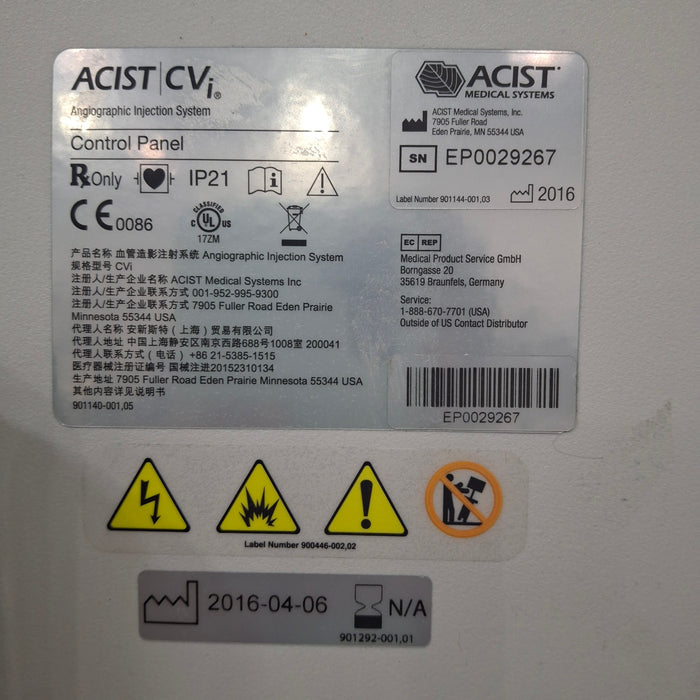 ACIST | CVi®
Angiographic Injection System
Control Panel
Rx Only IP21
CE 0086
CLASSIFIED
C UL US
17ZM
产品名称 血管造影注射系统 Angiographic Injection System
规格型号 CVi
注册人/生产企业名称 ACIST Medical Systems Inc
注册人/生产企业联系方式 001-952-995-9300
注册人/生产企业联系方式 7905 Fuller Road Eden Prairie
Minnesota 55344 USA
代理人名称 安新斯特（上海）贸易有限公司
代理人地址 中国上海静安区南京西路688号1008室 200041
代理人联系方式（电话）+86 21-5385-1515
医疗器械注册证编号 国械注进20152310134
生产地址 7905 Fuller Road Eden Prairie Minnesota 55344 USA
其他内容详见说明书
901140-001,05
ACIST
MEDICAL SYSTEMS
ACIST Medical Systems, Inc.
7905 Fuller Road
Eden Prairie, MN 55344 USA
SN EP0029267
Label Number 901144-001,03
2016
EC REP
Medical Product Service GmbH
Borngasse 20
35619 Braunfels, Germany
Service:
1-888-670-7701 (USA)
Outside of US Contact Distributor
EP0029267
Label Number 900446-002,02
2016-04-06 N/A
901292-001,01